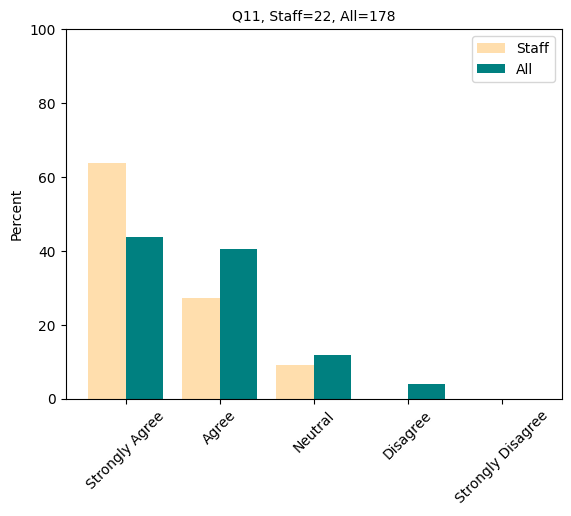 Q11, Staff=22, All=178
100
80
60
40
20
0
Percent
Staff
All
Strongly Agree
Agree
Neutral
Disagree
Strongly Disagree